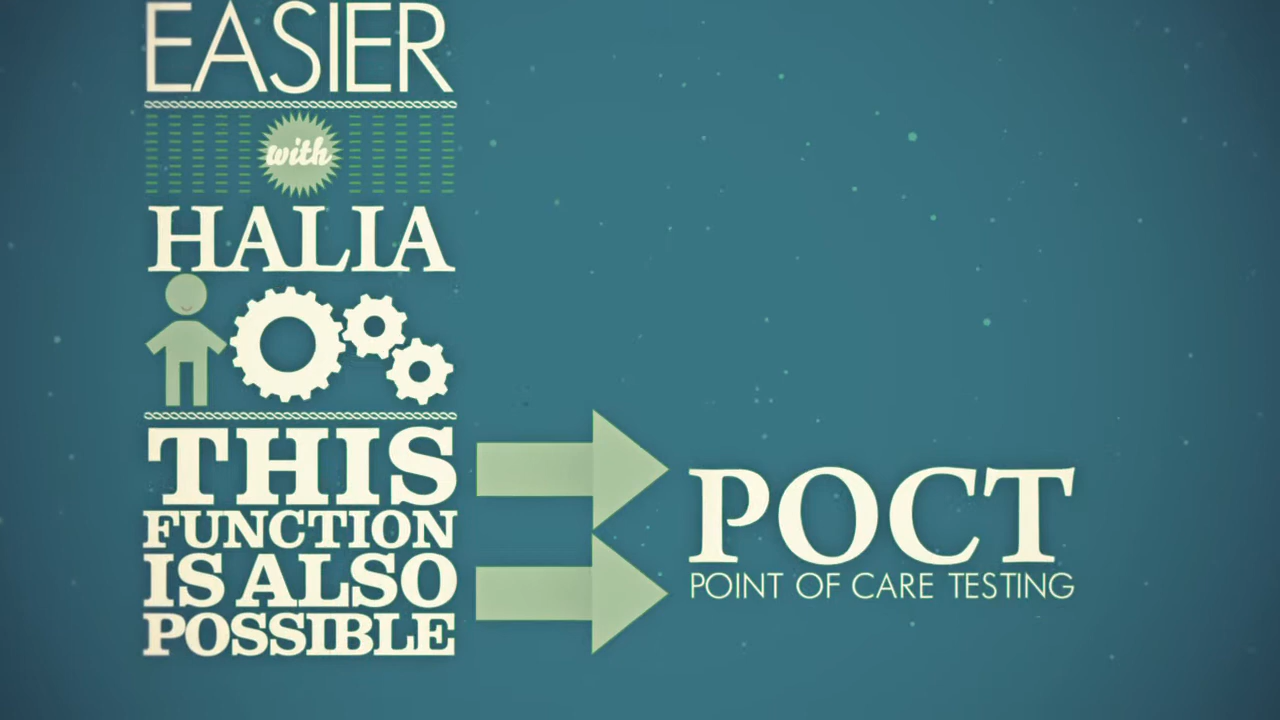 EASIER
with
HALIA
THIS
FUNCTION
IS ALSO
POSSIBLE
POCT
POINT OF CARE TESTING